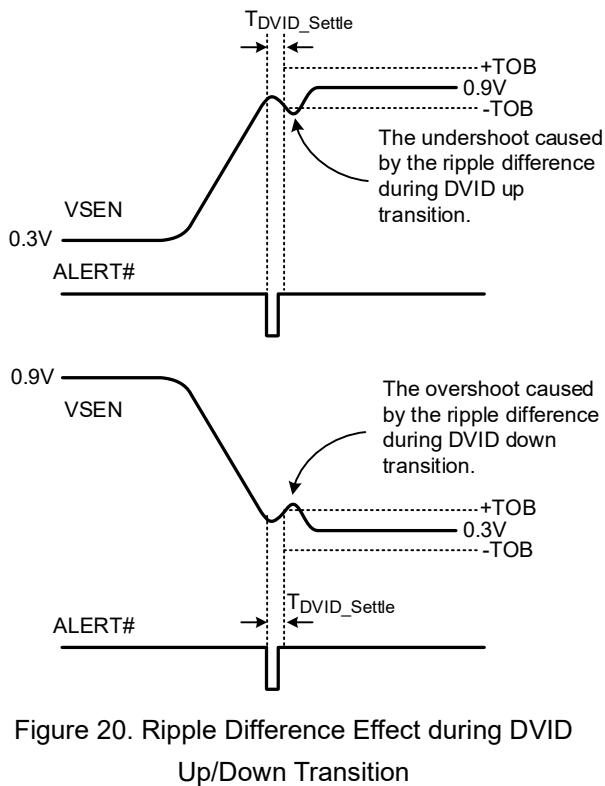 TDVID_Settle
+TOB
0.9V
-TOB
The undershoot caused
by the ripple difference
during DVID up
transition.
VSEN
0.3V
ALERT#
0.9V
VSEN
The overshoot caused
by the ripple difference
during DVID down
transition.
+TOB
0.3V
-TOB
TDVID_Settle
ALERT#
Figure 20. Ripple Difference Effect during DVID
Up/Down Transition